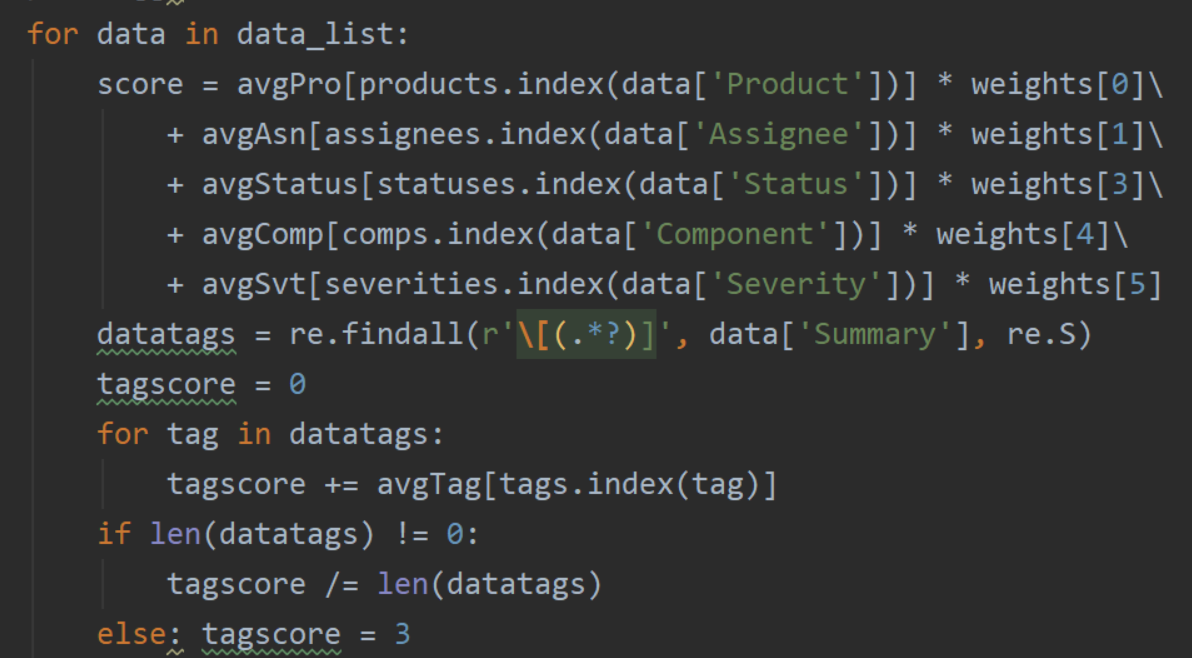 for data in data_list:
score = avgPro[products.index(data['Product'])] * weights[0]\
+ avgAsn[assignees.index(data['Assignee'])] * weights[1]\
+ avgStatus[statuses.index(data['Status'])] * weights[3]\
+ avgComp[comps.index(data['Component'])] * weights[4]\
+ avgSvt[severities.index(data['Severity'])] * weights[5]
datatags = re.findall(r'\[(.*?)]', data['Summary'], re.S)
tagscore = 0
for tag in datatags:
tagscore += avgTag[tags.index(tag)]
if len(datatags) != 0:
tagscore /= len(datatags)
else: tagscore = 3